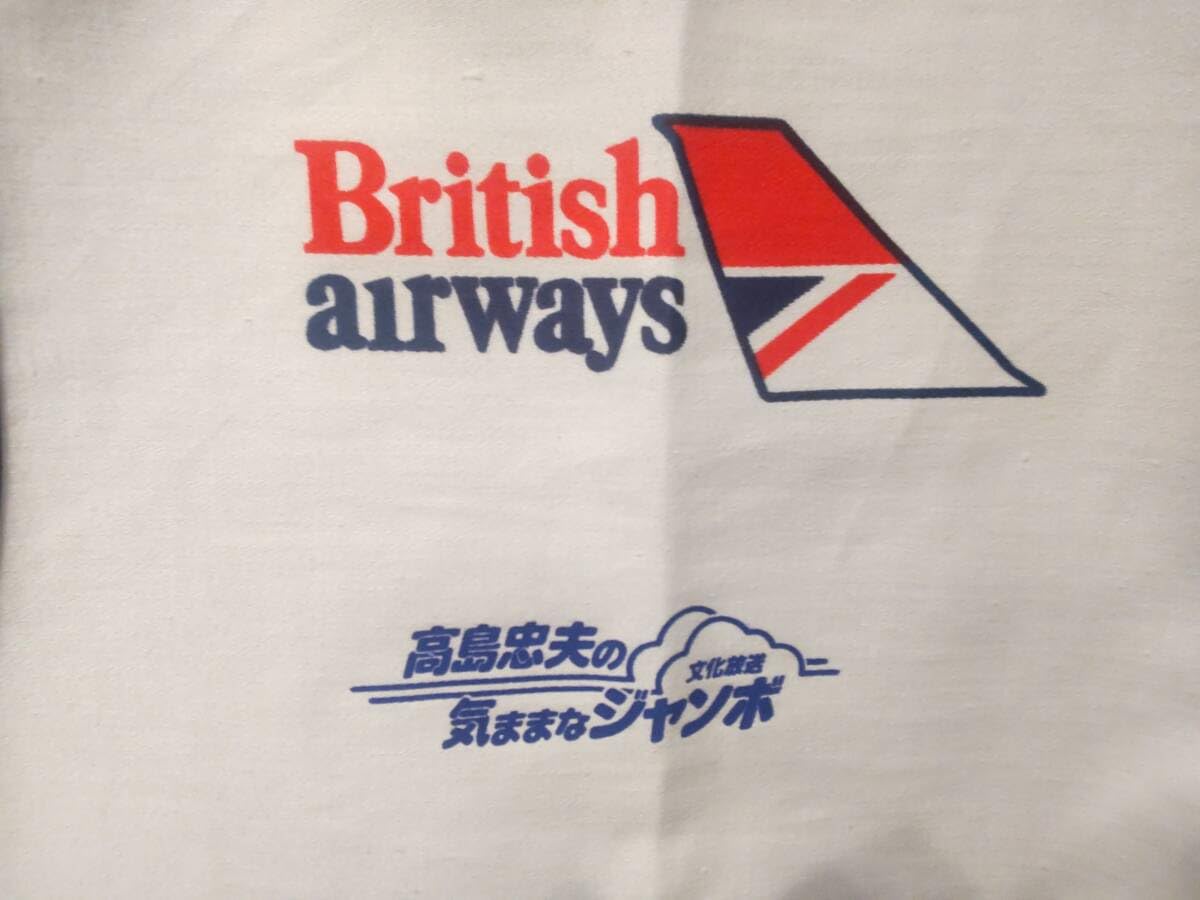 British
airways
高島忠夫の
文化放送
気ままなジャンボ